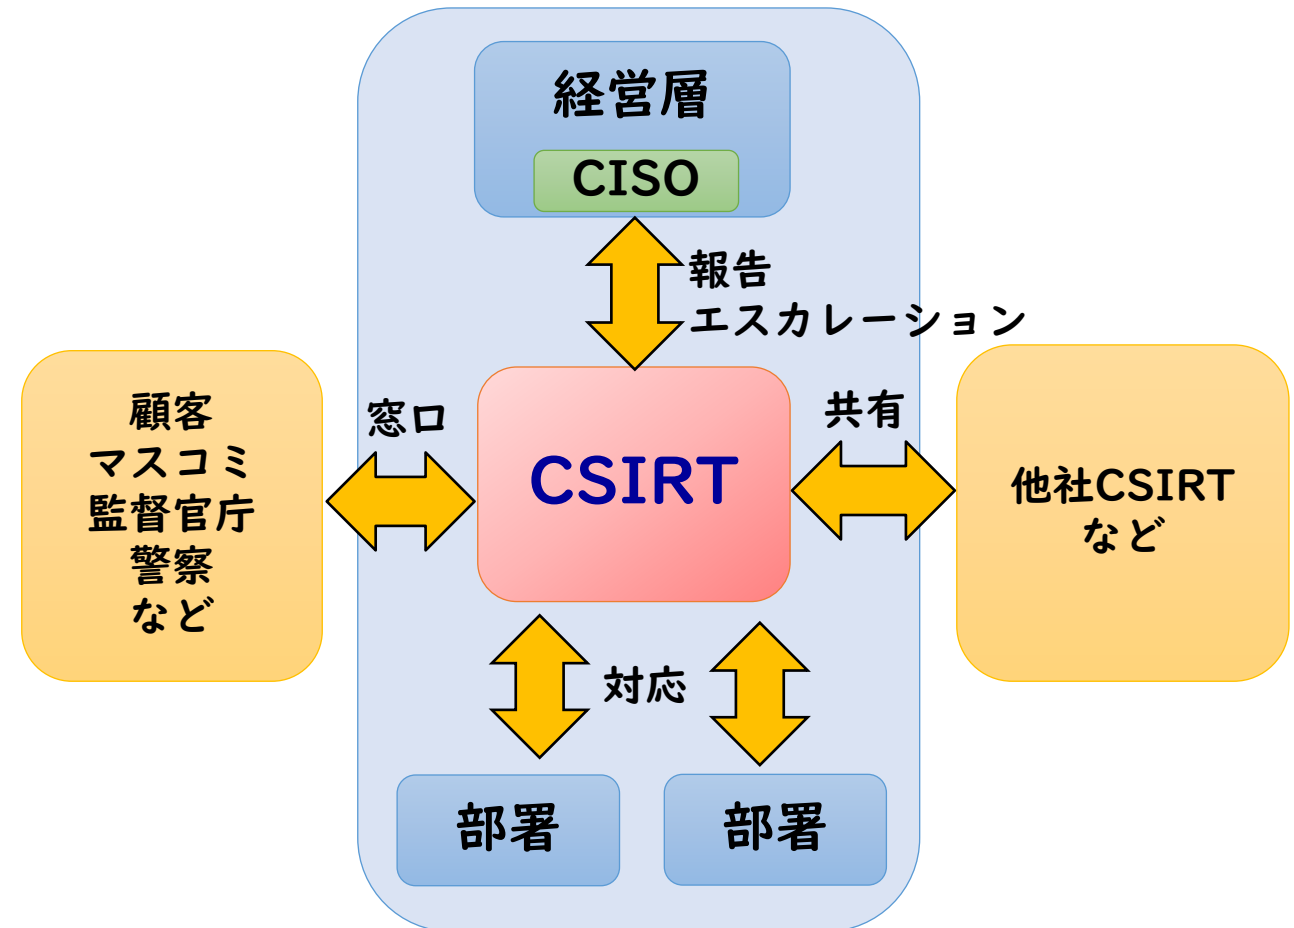 経営層
CISO
報告
エスカレーション
顧客
マスコミ
監督官庁
警察
など
窓口
CSIRT
共有
他社CSIRT
など
対応
部署
部署